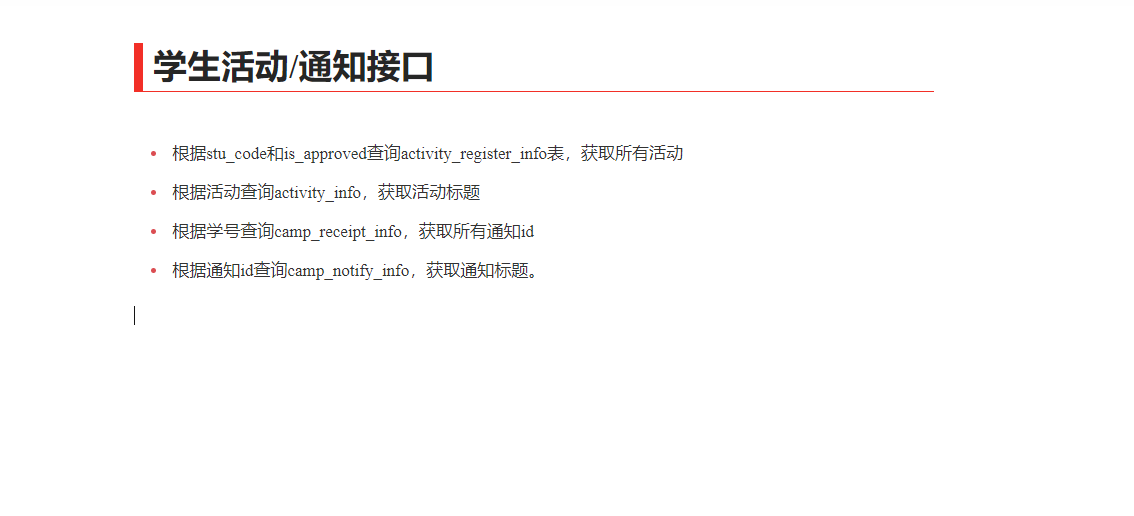 学生活动/通知接口
根据stu_code和is_approved查询activity_register_info表，获取所有活动
根据活动查询activity_info，获取活动标题
根据学号查询camp_receipt_info，获取所有通知id
根据通知id查询camp_notify_info，获取通知标题。